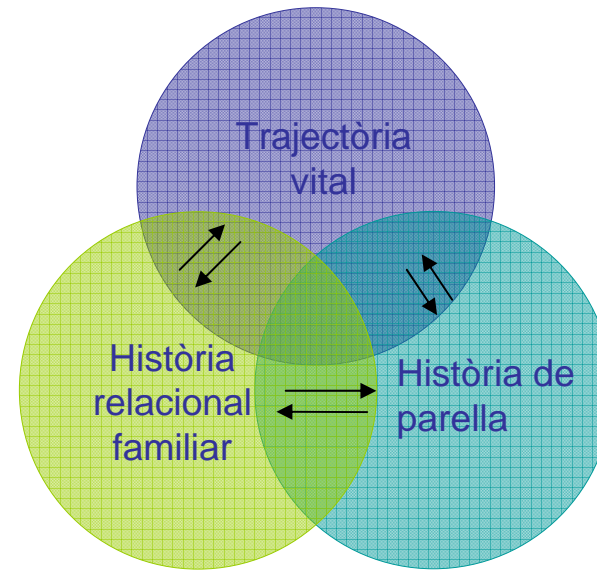 Trajectòria
vital
Història
relacional
familiar
Història de
parella